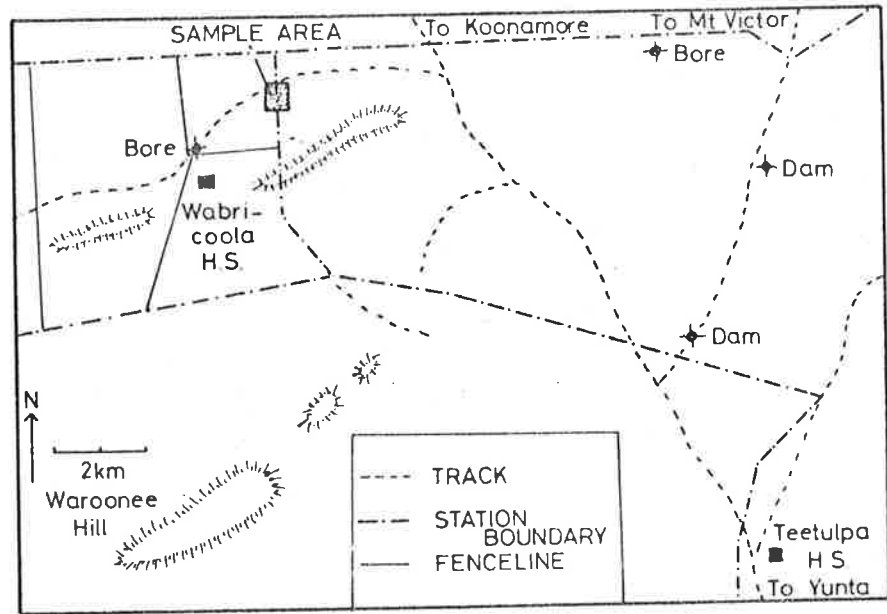 To Koonamore
To Mt Victor
SAMPLE AREA
Bore
Bore
Dam
Wabri-
coola
H.S.
Dam
N
2km
Waroonee
Hill
TRACK
STATION
BOUNDARY
FENCELINE
Teetulpa
H S
To Yunta